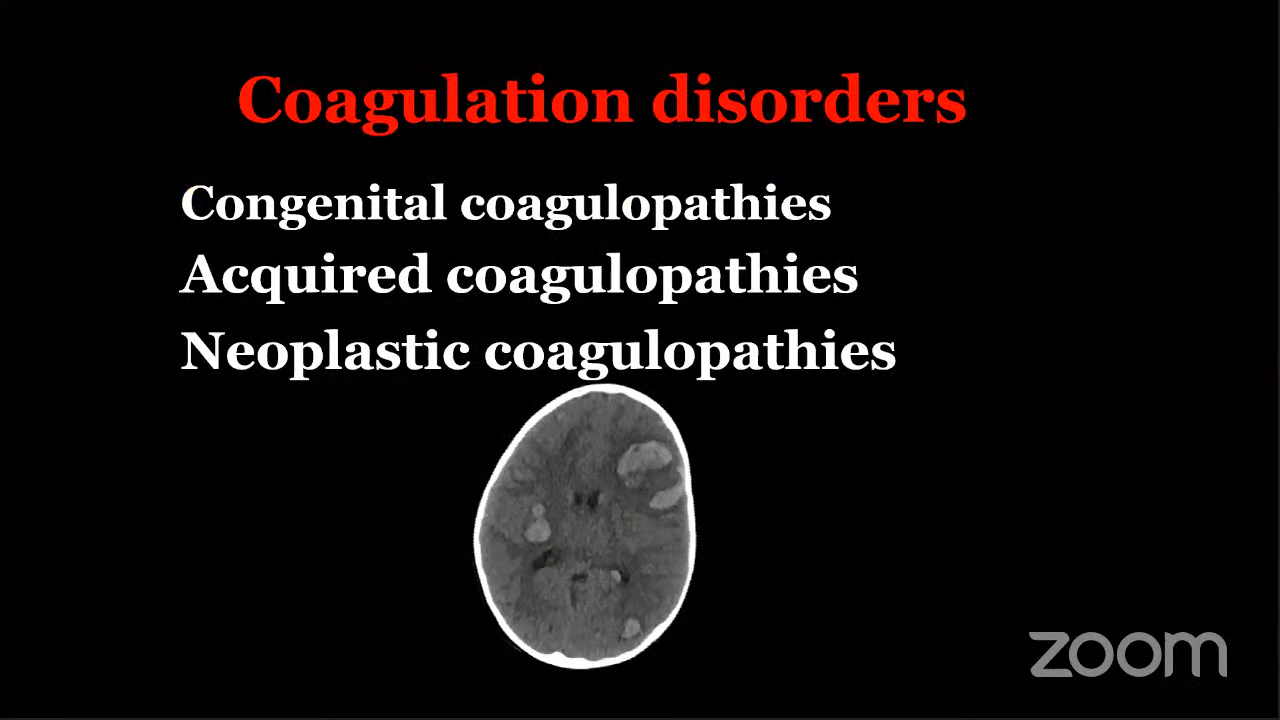 Coagulation disorders
Congenital coagulopathies
Acquired coagulopathies
Neoplastic coagulopathies
zoom